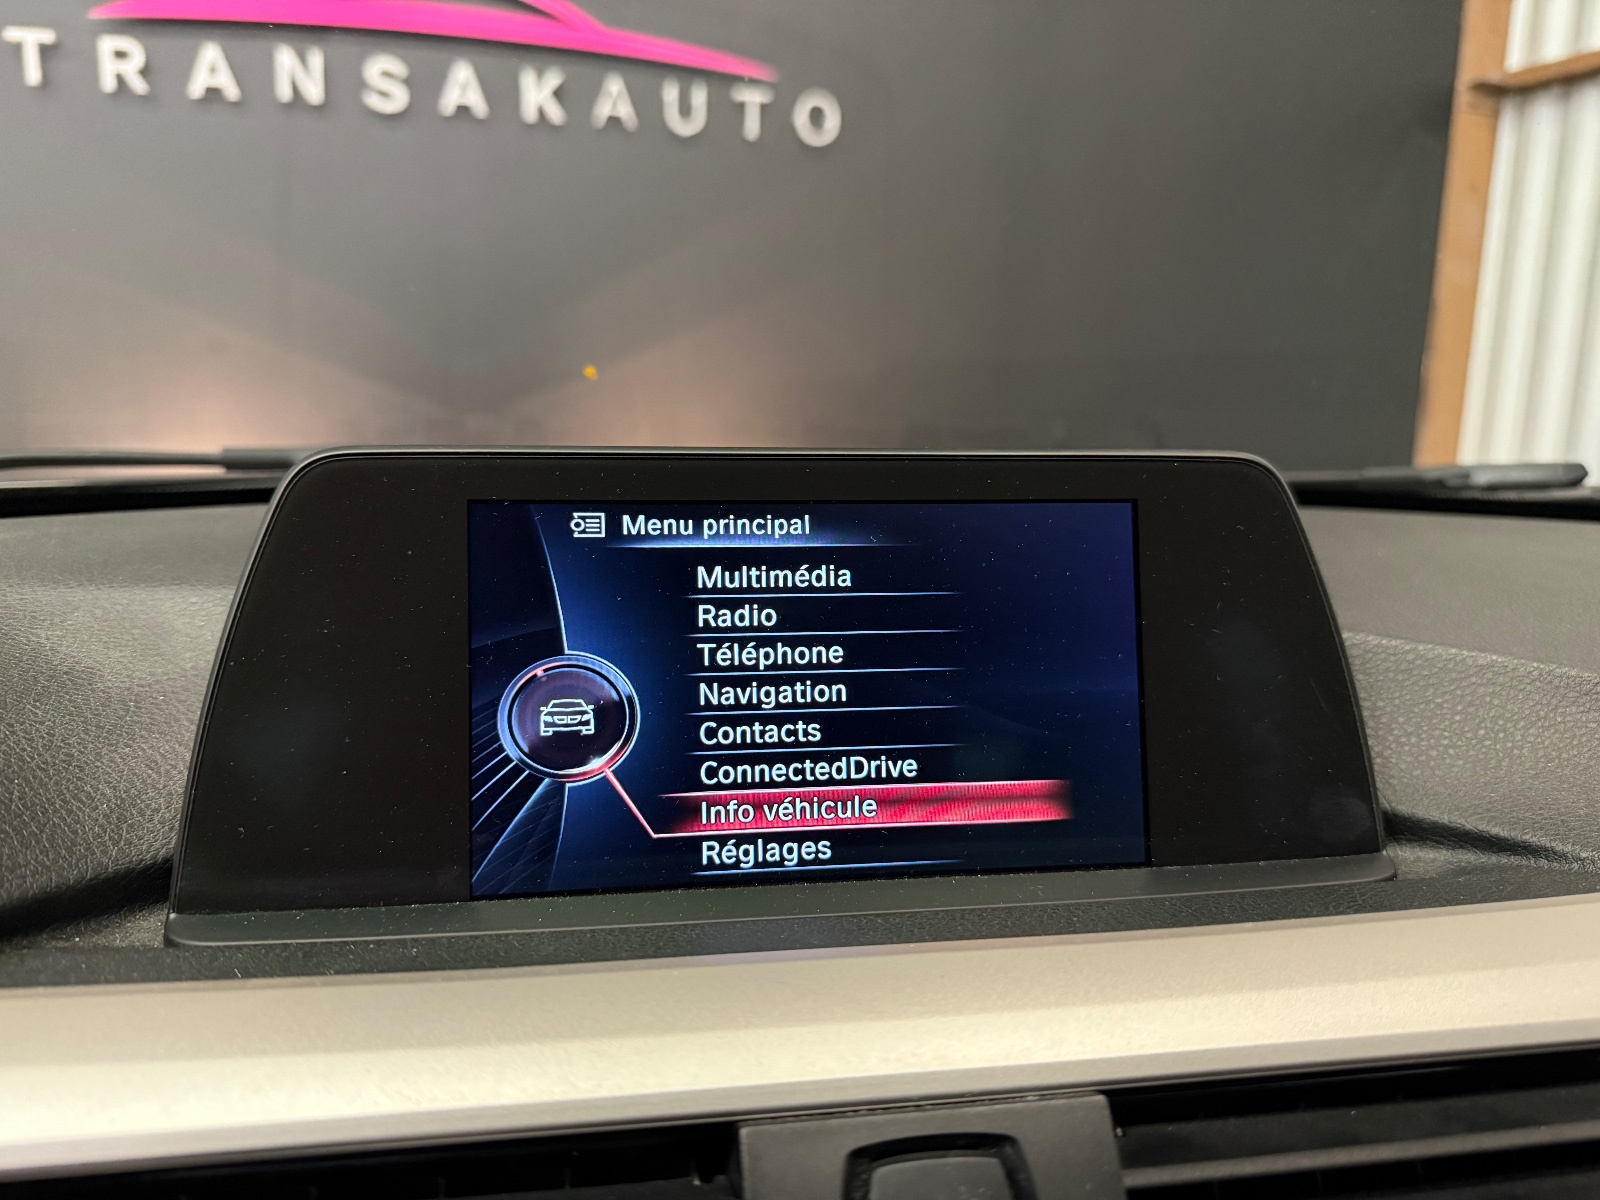 TRANSAKAUTO
Menu principal
Multimédia
Radio
Téléphone
Navigation
Contacts
ConnectedDrive
Info véhicule
Réglages